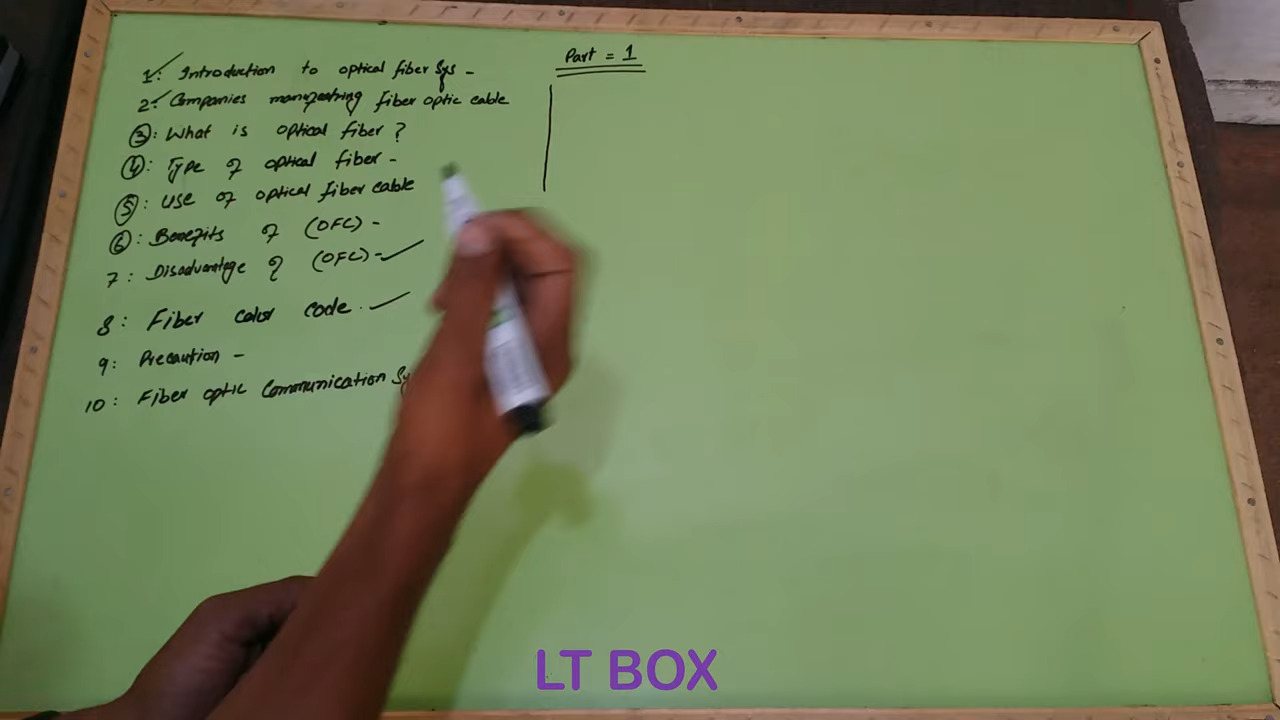 1: Introduction to optical fiber Sys -
2: Companies fiber optic cable
3: What is optical fiber?
4: Type of optical fiber -
5: Use of optical fiber cable
6: Benefits of (OFC) -
7: Disadvantage of (OFC) -
8: Fiber color code.
9: Precaution -
10: Fiber optic Communication Sy
Part = 1
LT BOX